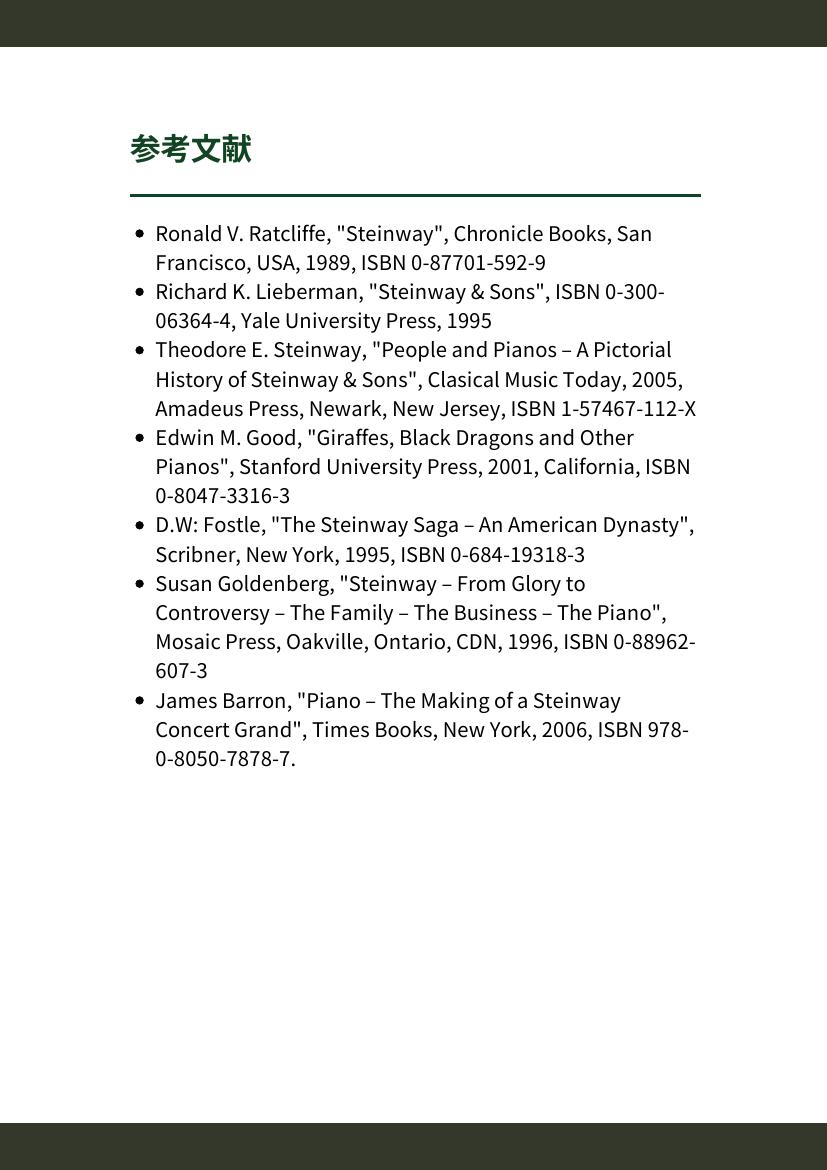 参考文献
• Ronald V. Ratcliffe, "Steinway", Chronicle Books, San
Francisco, USA, 1989, ISBN 0-87701-592-9
• Richard K. Lieberman, "Steinway & Sons", ISBN 0-300-
06364-4, Yale University Press, 1995
• Theodore E. Steinway, "People and Pianos – A Pictorial
History of Steinway & Sons", Clasical Music Today, 2005,
Amadeus Press, Newark, New Jersey, ISBN 1-57467-112-X
• Edwin M. Good, "Giraffes, Black Dragons and Other
Pianos", Stanford University Press, 2001, California, ISBN
0-8047-3316-3
• D.W: Fostle, "The Steinway Saga – An American Dynasty",
Scribner, New York, 1995, ISBN 0-684-19318-3
• Susan Goldenberg, "Steinway – From Glory to
Controversy – The Family – The Business – The Piano",
Mosaic Press, Oakville, Ontario, CDN, 1996, ISBN 0-88962-
607-3
• James Barron, "Piano – The Making of a Steinway
Concert Grand", Times Books, New York, 2006, ISBN 978-
0-8050-7878-7.